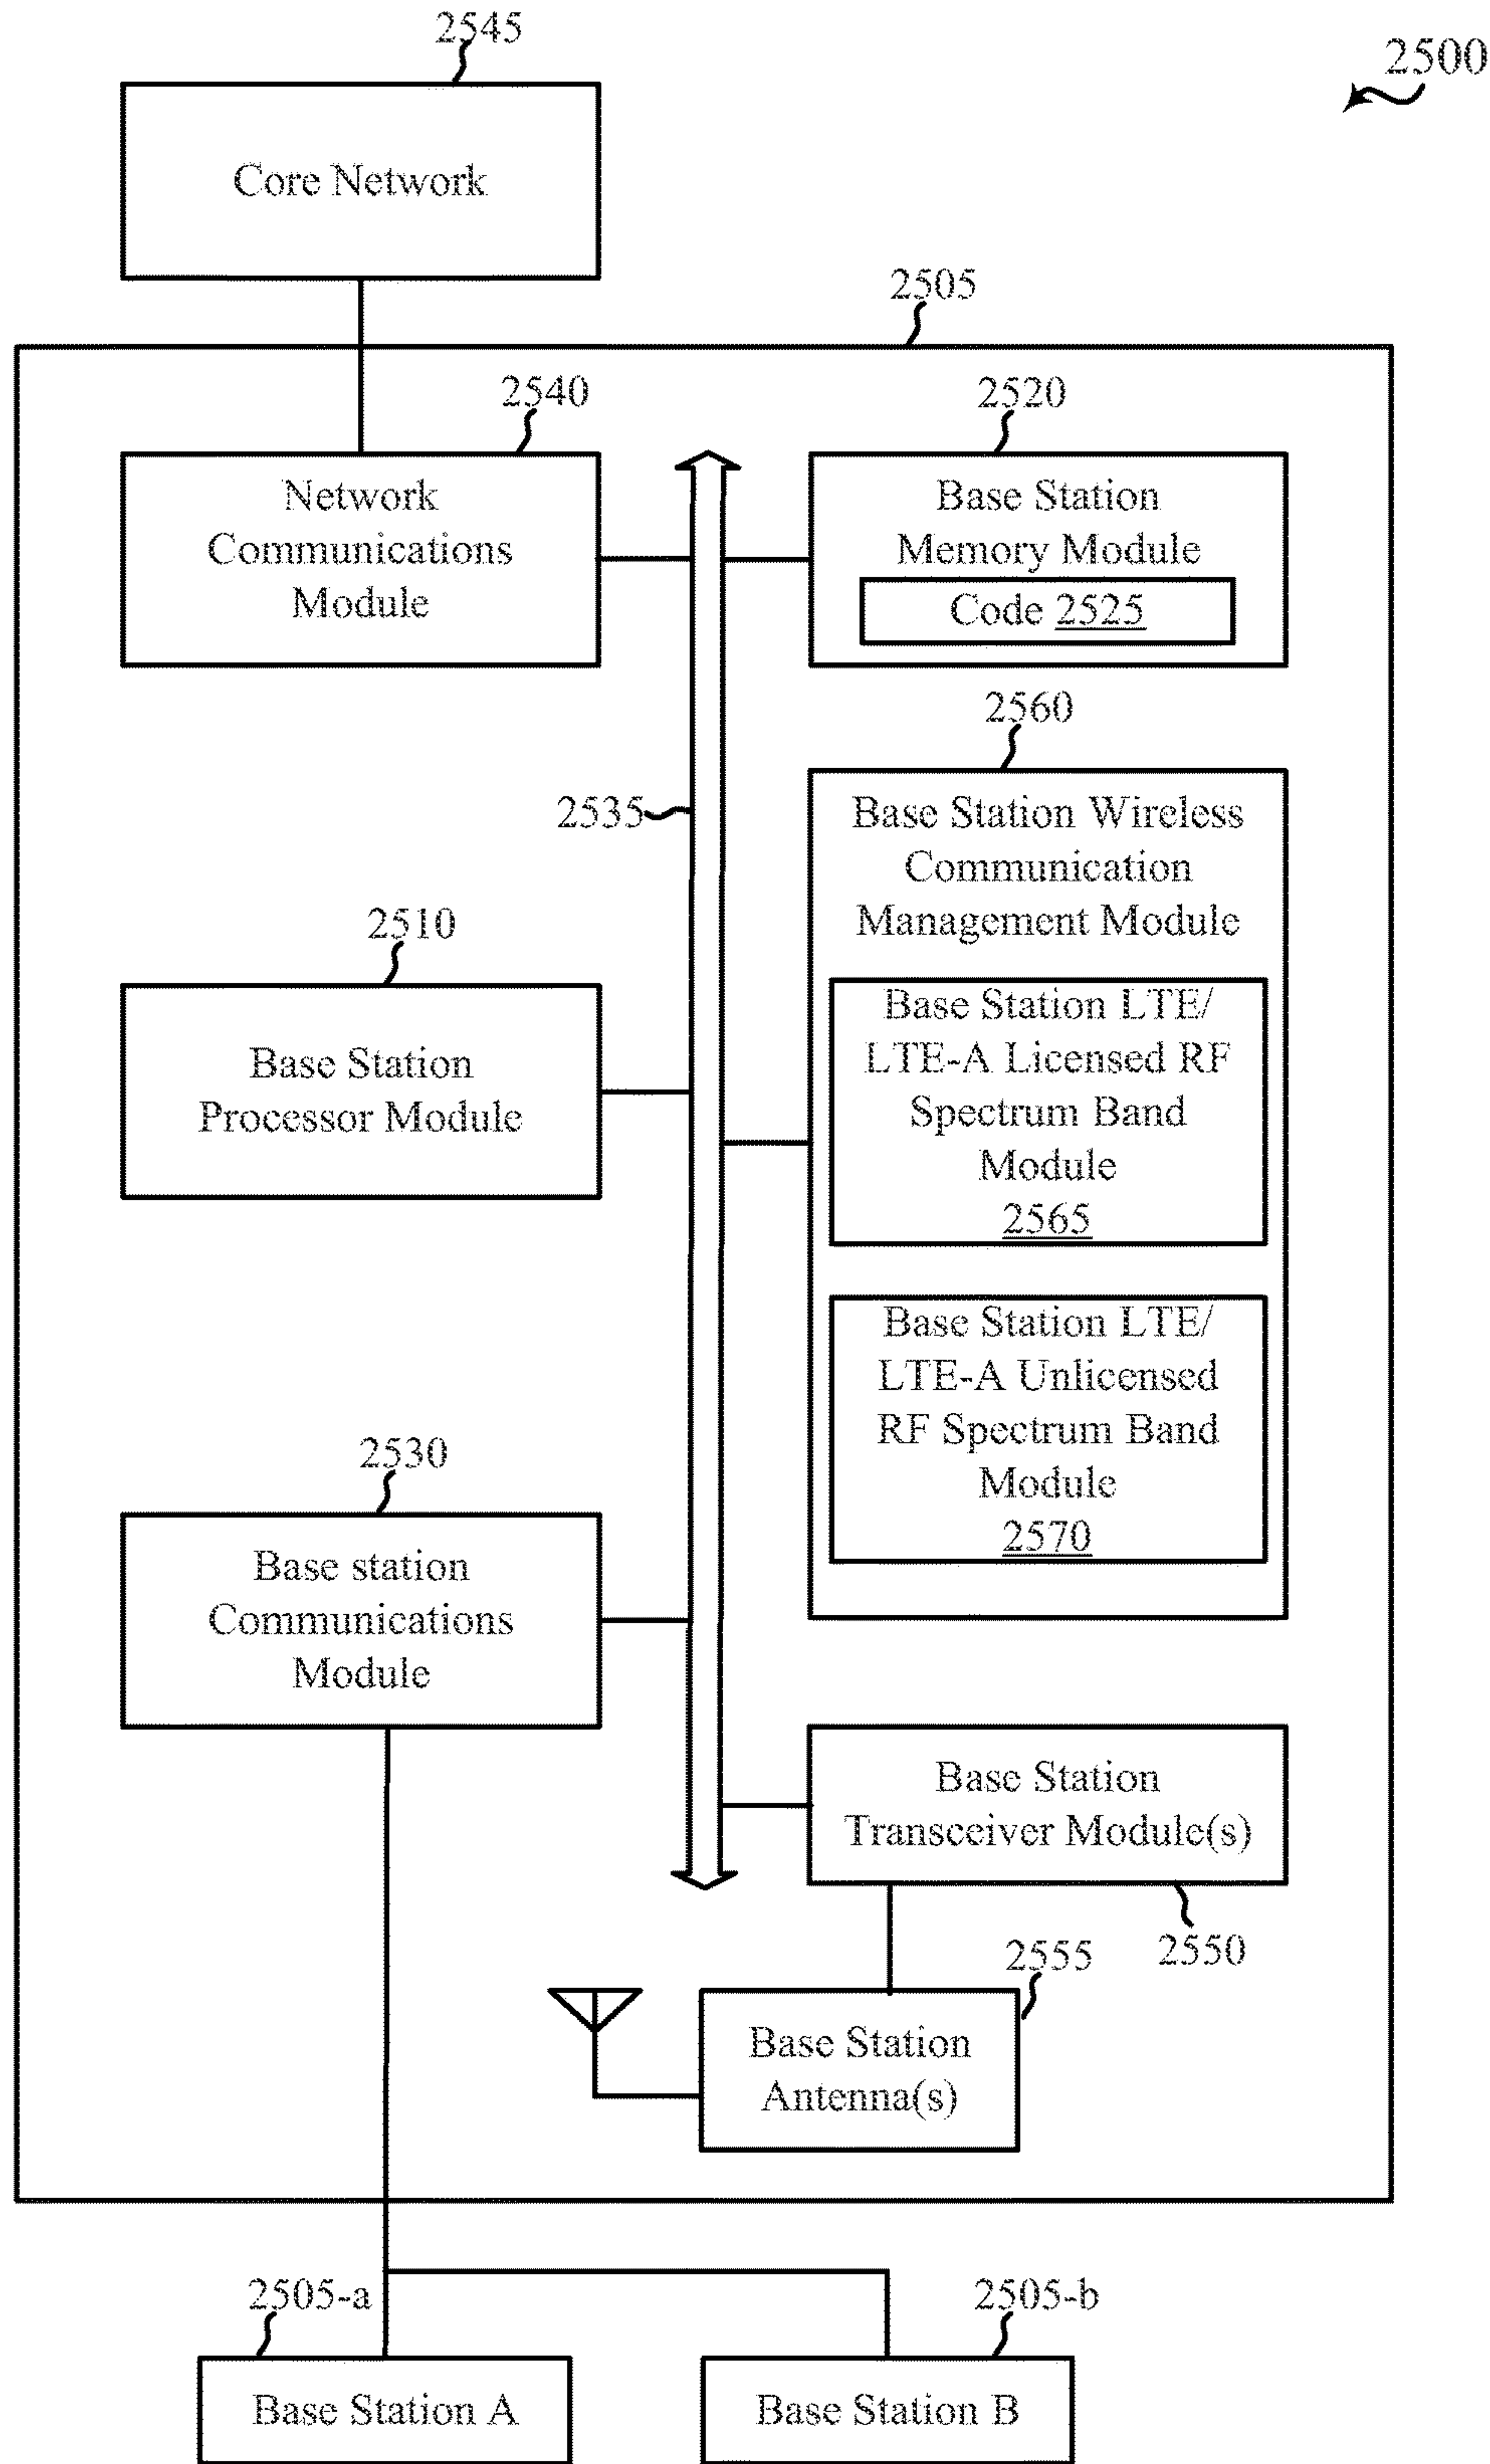 2545
2500
Core Network
2505
2540
2520
Network
Communications
Module
Base Station
Memory Module
Code 2525
2560
2535
Base Station Wireless
Communication
Management Module
2510
Base Station
Processor Module
Base Station LTE/
LTE-A Licensed RF
Spectrum Band
Module
2565
Base Station LTE/
LTE-A Unlicensed
RF Spectrum Band
Module
2570
2530
Base station
Communications
Module
Base Station
Transceiver Module(s)
2550
2555
Base Station
Antenna(s)
2505-a
2505-b
Base Station A
Base Station B